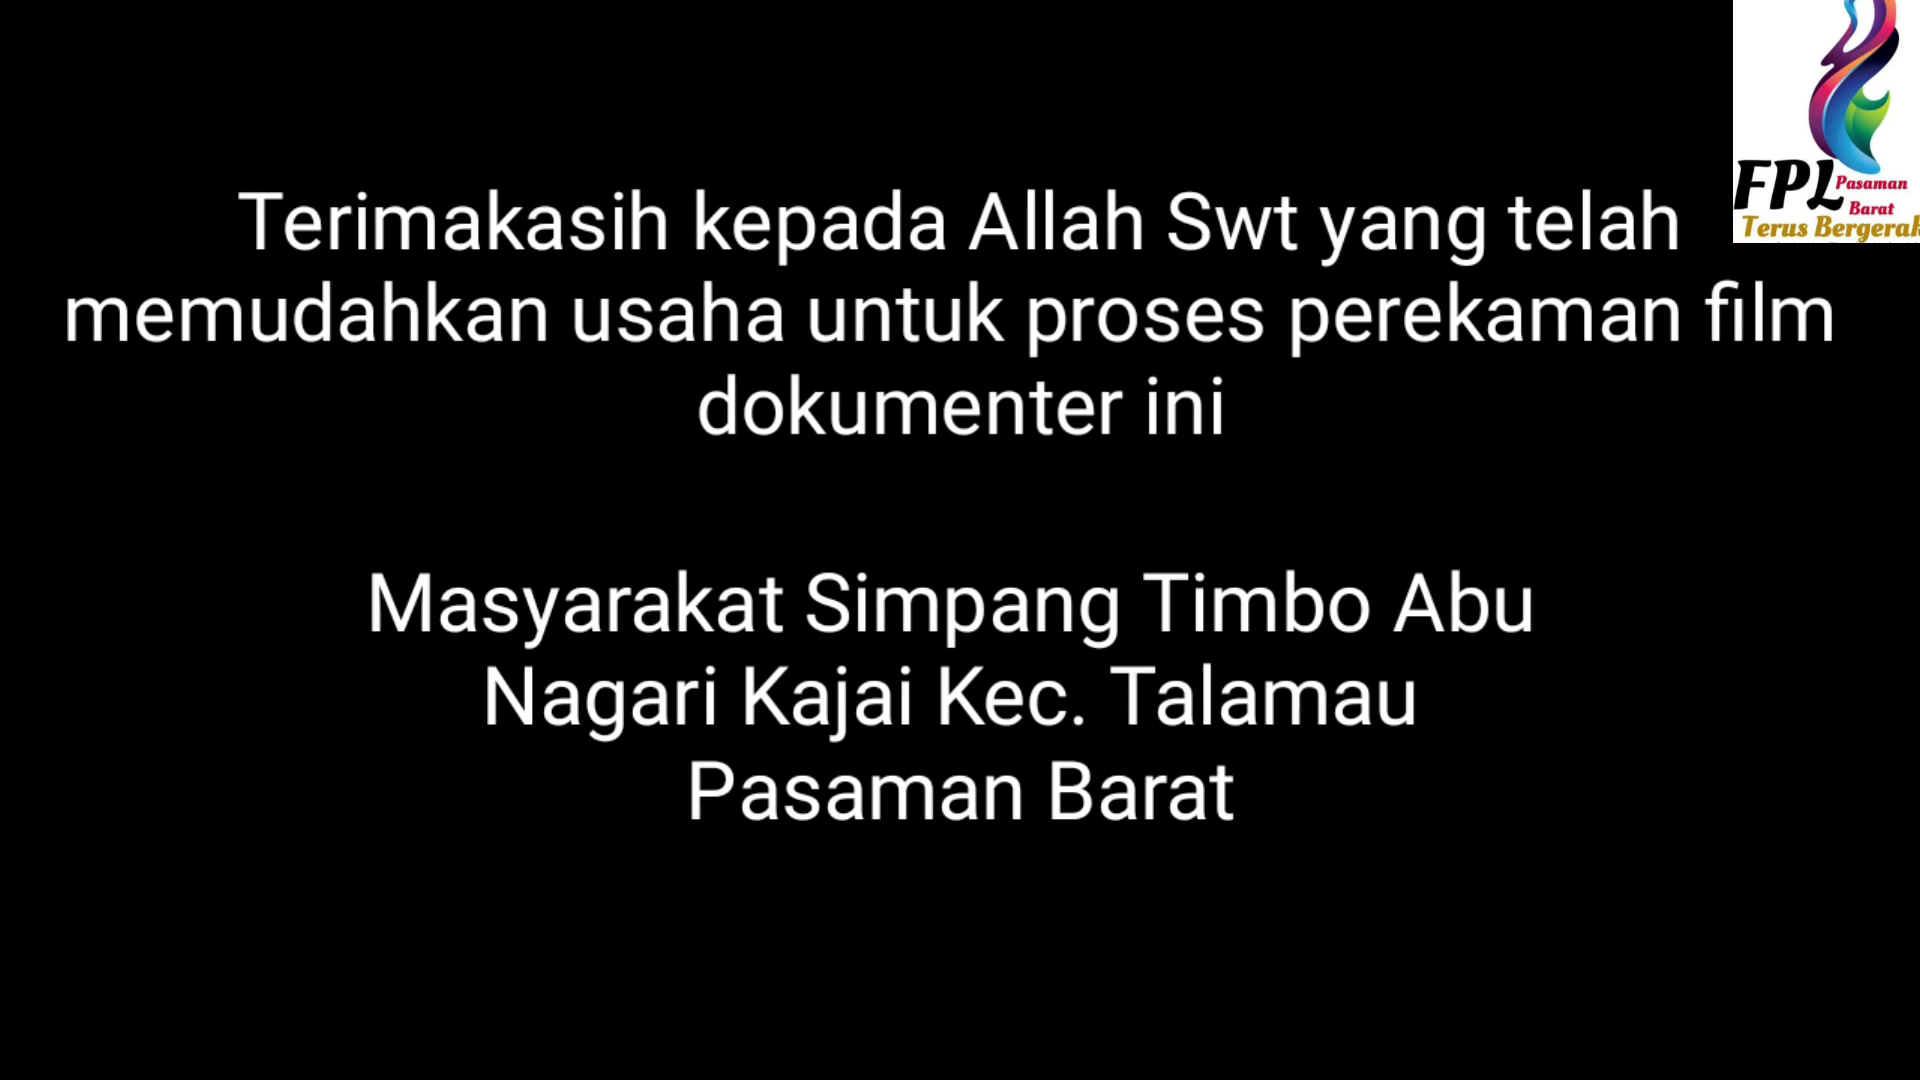 Terimakasih kepada Allah Swt yang telah
memudahkan usaha untuk proses perekaman film
dokumenter ini
Masyarakat Simpang Timbo Abu
Nagari Kajai Kec. Talamau
Pasaman Barat
FPL Pasaman
Barat
Terus Bergerak